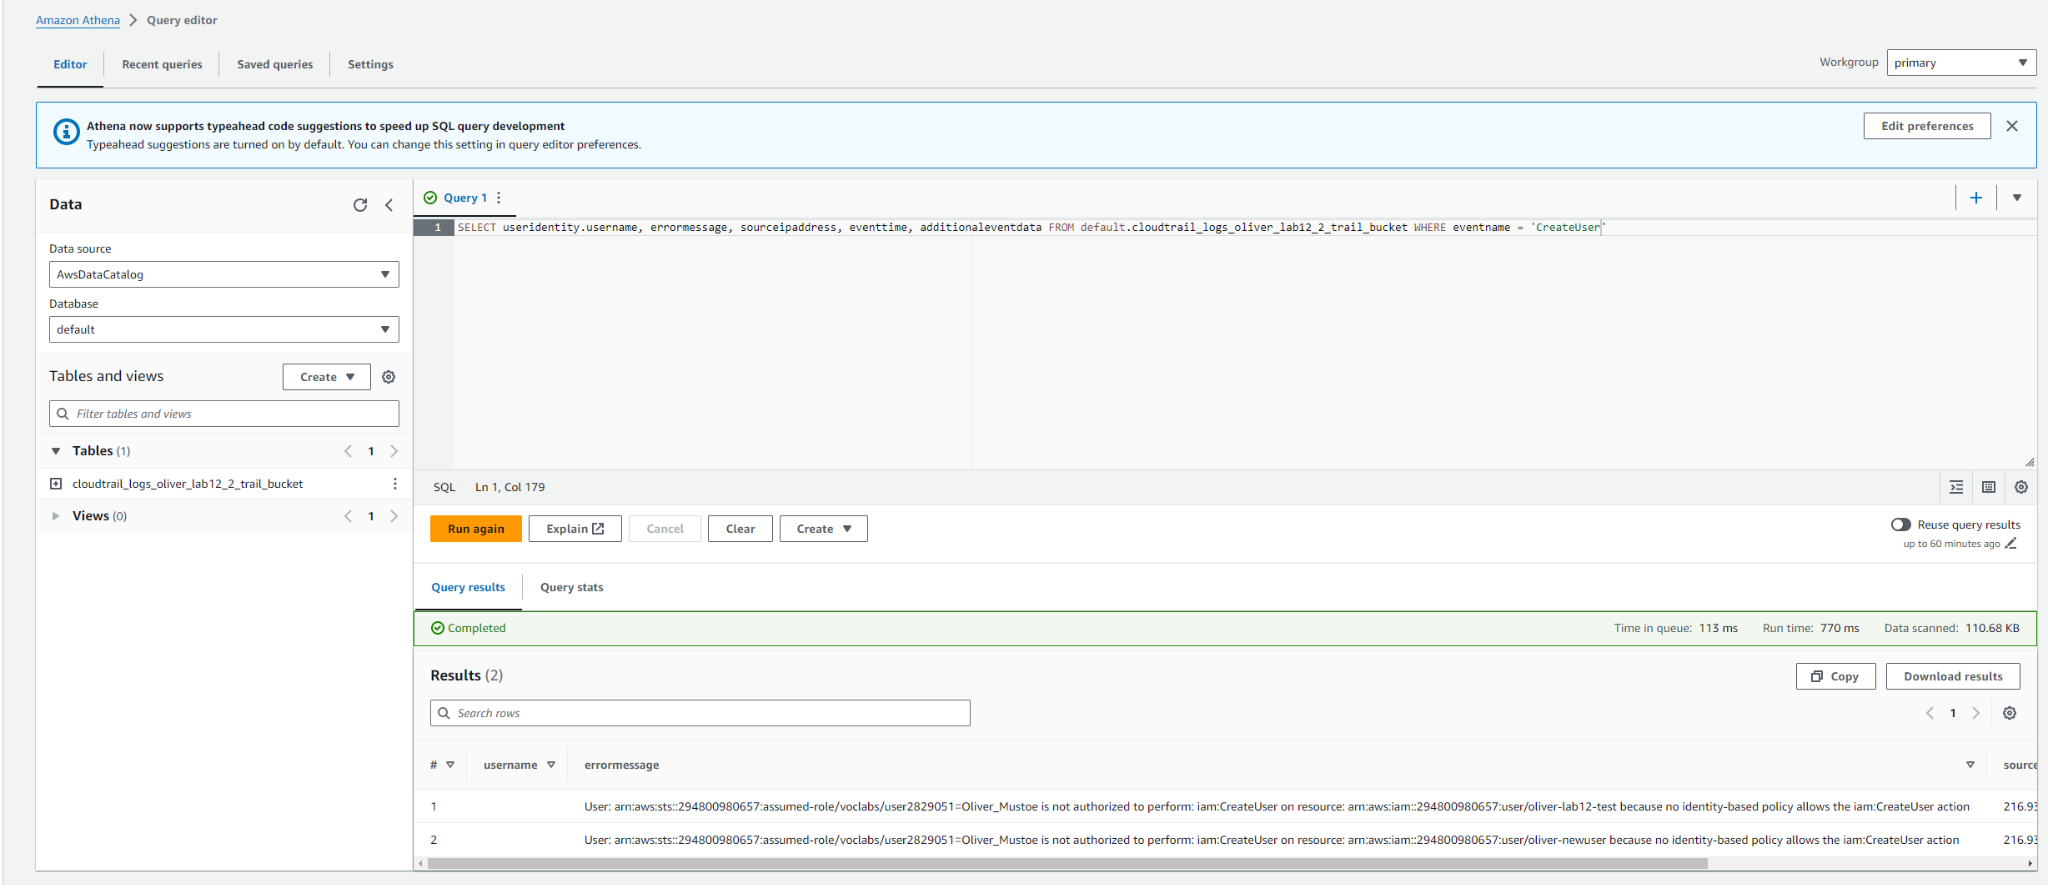 Amazon Athena > Query editor
Editor Recent queries Saved queries Settings
Workgroup primary
Athena now supports typeahead code suggestions to speed up SQL query development
Typeahead suggestions are turned on by default. You can change this setting in query editor preferences.
Edit preferences
Data
Data source
AwsDataCatalog
Database
default
Tables and views
Create
Filter tables and views
Tables (1) 1
cloudtrail_logs_oliver_lab12_2_trail_bucket
Views (0) 1
Query 1
1 SELECT useridentity.username, errormessage, sourceipaddress, eventtime, additionaleventdata FROM default.cloudtrail_logs_oliver_lab12_2_trail_bucket WHERE eventname = 'CreateUser'
SQL Ln 1, Col 179
Run again Explain Cancel Clear Create
Reuse query results
up to 60 minutes ago
Query results Query stats
Completed Time in queue: 113 ms Run time: 770 ms Data scanned: 110.68 KB
Results (2)
Copy Download results
Search rows
1
# username errormessage source
1 User: arn:aws:sts::294800980657:assumed-role/voclabs/user2829051=Oliver_Mustoe is not authorized to perform: iam:CreateUser on resource: arn:aws:iam::294800980657:user/oliver-lab12-test because no identity-based policy allows the iam:CreateUser action 216.93
2 User: arn:aws:sts::294800980657:assumed-role/voclabs/user2829051=Oliver_Mustoe is not authorized to perform: iam:CreateUser on resource: arn:aws:iam::294800980657:user/oliver-newuser because no identity-based policy allows the iam:CreateUser action 216.93